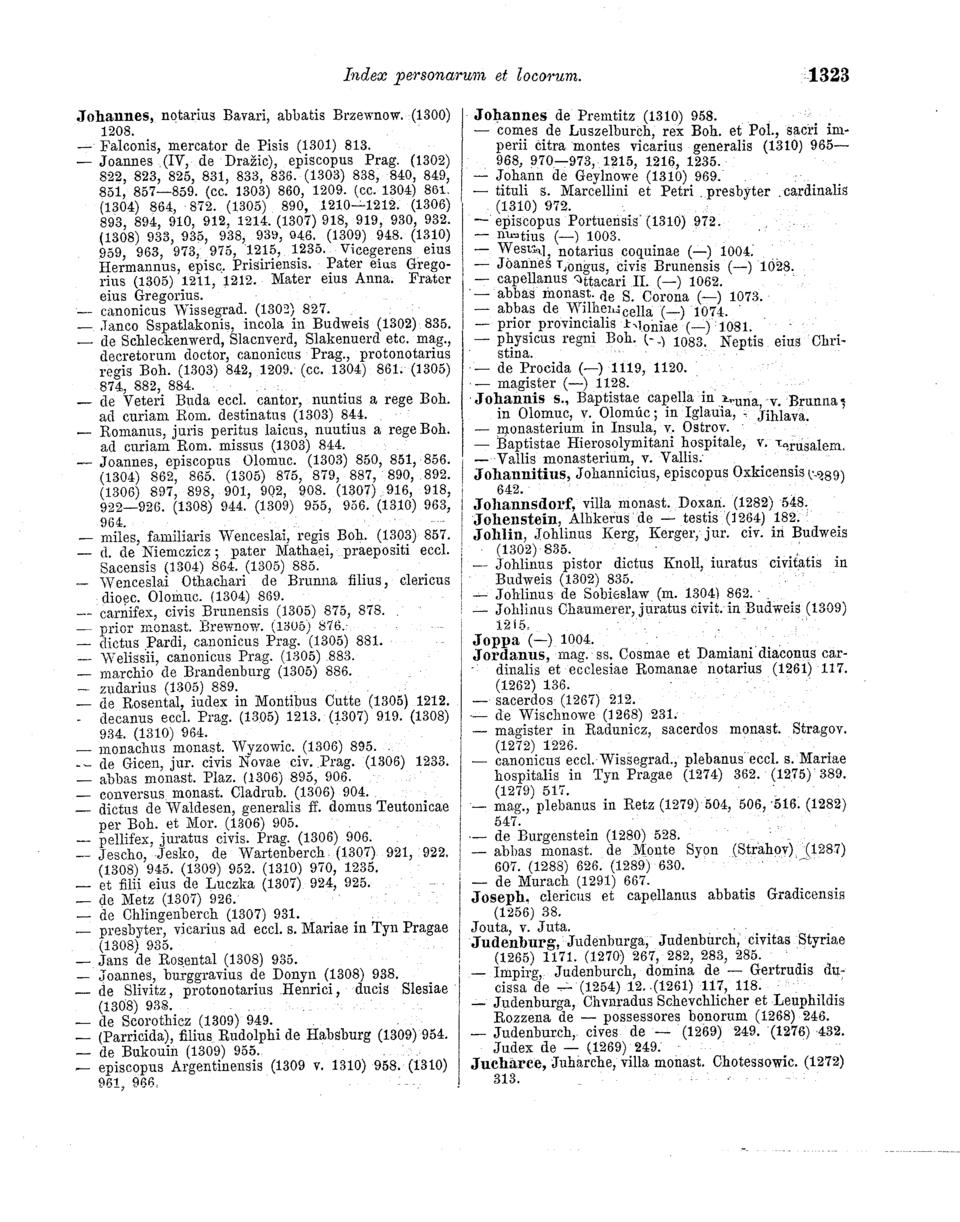 Index personarum et locorum.
1323
Johannes, notarius Bavari, abbatis Brzewnow. (1300)
1208.
— Falconis, mercator de Pisis (1301) 813.
— Joannes (IV, de Dražic), episcopus Prag. (1302)
822, 823, 825, 831, 833, 836. (1303) 838, 840, 849,
851, 857—859. (cc. 1303) 860, 1209. (cc. 1304) 861.
(1304) 864, 872. (1305) 890, 1210—1212. (1306)
893, 894, 910, 912, 1214. (1307) 918, 919, 930, 932.
(1308) 933, 935, 938, 939, 946. (1309) 948. (1310)
959, 963, 973, 975, 1215, 1235. Vicegerens eius
Hermannus, episc. Prisiriensis. Pater eius Grego-
rius (1305) 1211, 1212. Mater eius Anna. Frater
eius Gregorius.
— canonicus Wissegrad. (1302) 827.
— Janco Sspatlakonis, incola in Budweis (1302) 835.
— de Schleckenwerd, Slacnverd, Slakenuerd etc. mag.,
decretorum doctor, canonicus Prag., protonotarius
regis Boh. (1303) 842, 1209. (cc. 1304) 861. (1305)
874, 882, 884.
— de Veteri Buda eccl. cantor, nuntius a rege Boh.
ad curiam Rom. destinatus (1303) 844.
— Romanus, juris peritus laicus, nuutius a rege Boh.
ad curiam Rom. missus (1303) 844.
— Joannes, episcopus Olomuc. (1303) 850, 851, 856.
(1304) 862, 865. (1305) 875, 879, 887, 890, 892.
(1306) 897, 898, 901, 902, 908. (1307) 916, 918,
922—926. (1308) 944. (1309) 955, 956. (1310) 963,
964.
— miles, familiaris Wenceslai, regis Boh. (1303) 857.
— d. de Niemczicz; pater Mathaei, praepositi eccl.
Sacensis (1304) 864. (1305) 885.
— Wenceslai Othachari de Brunna filius, clericus
dioec. Olomuc. (1304) 869.
— carnifex, civis Brunensis (1305) 875, 878.
— prior monast. Brewnow. (1305) 876.
— dictus Pardi, canonicus Prag. (1305) 881.
— Welissii, canonicus Prag. (1305) 883.
— marchio de Brandenburg (1305) 886.
— zudarius (1305) 889.
— de Rosental, iudex in Montibus Cutte (1305) 1212.
- decanus eccl. Prag. (1305) 1213. (1307) 919. (1308)
934. (1310) 964.
— monachus monast. Wyzowic. (1306) 895.
— de Gicen, jur. civis Novae civ. Prag. (1306) 1233.
— abbas monast. Plaz. (1306) 895, 906.
— conversus monast. Cladrub. (1306) 904.
— dictus de Waldesen, generalis ff. domus Teutonicae
per Boh. et Mor. (1306) 905.
— pellifex, juratus civis. Prag. (1306) 906.
— Jescho, Jesko, de Wartenberch (1307) 921, 922.
(1308) 945. (1309) 952. (1310) 970, 1235.
— et filii eius de Luczka (1307) 924, 925.
— de Metz (1307) 926.
— de Chlingenberch (1307) 931.
— presbyter, vicarius ad eccl. s. Mariae in Tyn Pragae
(1308) 935.
— Jans de Rosental (1308) 935.
— Joannes, burggravius de Donyn (1308) 938.
— de Slivitz, protonotarius Henrici, ducis Slesiae
(1308) 938.
— de Scorothicz (1309) 949.
— (Parricida), filius Rudolphi de Habsburg (1309) 954.
— de Bukouin (1309) 955.
— episcopus Argentinensis (1309 v. 1310) 958. (1310)
961, 966.
Johannes de Premtitz (1310) 958.
— comes de Luszelburch, rex Boh. et Pol., sacri im-
perii citra montes vicarius generalis (1310) 965—
968, 970—973, 1215, 1216, 1235.
— Johann de Geylnowe (1310) 969.
— tituli s. Marcellini et Petri presbyter cardinalis
(1310) 972.
— episcopus Portuensis (1310) 972.
— (—) 1003.
— notarius coquinae (—) 1004.
— Joannes civis Brunensis (—) 1028.
— capellanus II. (—) 1062.
— abbas monast. de S. Corona (—) 1073.
— abbas de (—) 1074.
— prior provincialis (—) 1081.
— physicus regni Boh. 1083. Neptis eius Chri-
stina.
— de Procida (—) 1119, 1120.
— magister (—) 1128.
Johannis s., Baptistae capella in v. Brunna;
in Olomuc, v. Olomúc; in Iglauia, Jihlava.
— monasterium in Insula, v. Ostrov.
— Baptistae Hierosolymitani hospitale, v.
— Vallis monasterium, v. Vallis.
Johannitius, Johannicius, episcopus Oxkicensis
642.
Johannsdorf, villa monast. Doxan. (1282) 548.
Johenstein, Albkerus de — testis (1264) 182.
Johlin, Johlinus Kerg, Kerger, jur. civ. in Budweis
(1302) 835.
— Johlinus pistor dictus Knoll, iuratus civitatis in
Budweis (1302) 835.
— Johlinus de Sobieslaw (m. 1304) 862.
— Johlinus Chaumerer, juratus civit. in Budweis (1309)
1215.
Joppa (—) 1004.
Jordanus, mag. ss. Cosmae et Damiani diaconus car-
dinalis et ecclesiae Romanae notarius (1261) 117.
(1262) 136.
— sacerdos (1267) 212.
— de Wischnowe (1268) 231.
— magister in Radunicz, sacerdos monast. Stragov.
(1272) 1226.
— canonicus eccl. Wissegrad., plebanus eccl. s. Mariae
hospitalis in Tyn Pragae (1274) 362. (1275) 389.
(1279) 517.
— mag., plebanus in Retz (1279) 504, 506, 516. (1282)
547.
— de Burgenstein (1280) 528.
— abbas monast. de Monte Syon (Strahov) (1287)
607. (1288) 626. (1289) 630.
— de Murach (1291) 667.
Joseph, clericus et capellanus abbatis Gradicensis
(1256) 38.
Jouta, v. Juta.
Judenburg, Judenburga, Judenburch, civitas Styriae
(1265) 1171. (1270) 267, 282, 283, 285.
— Impirg, Judenburch, domina de — Gertrudis du-
cissa de — (1254) 12. (1261) 117, 118.
— Judenburga, Chvnradus Schevchlicher et Leuphildis
Rozzena de — possessores bonorum (1268) 246.
— Judenburch, cives de — (1269) 249. (1276) 432.
Judex de — (1269) 249.
Jucharce, Juharche, villa monast. Chotessowic. (1272)
313.